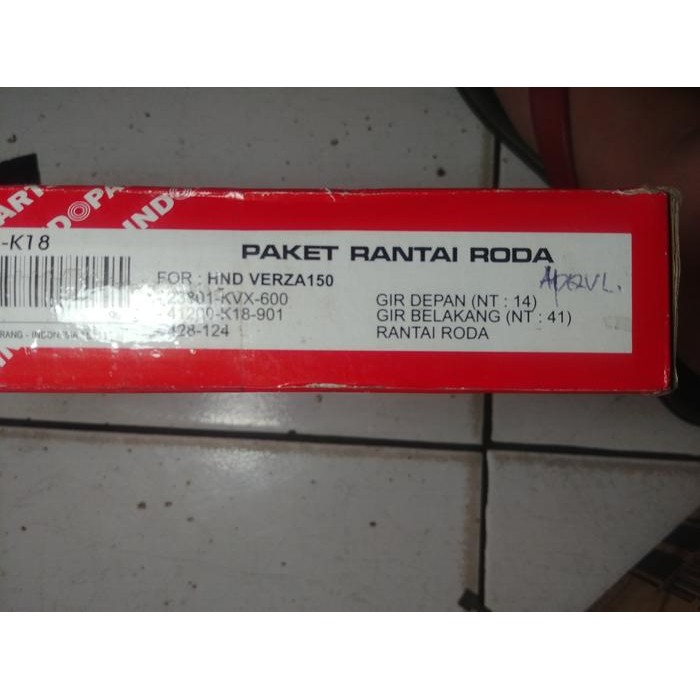 INDOPART
-K18
PAKET RANTAI RODA
FOR : HND VERZA150
23801-KVX-600 GIR DEPAN (NT : 14)
41200-K18-901 GIR BELAKANG (NT : 41)
428-124 RANTAI RODA